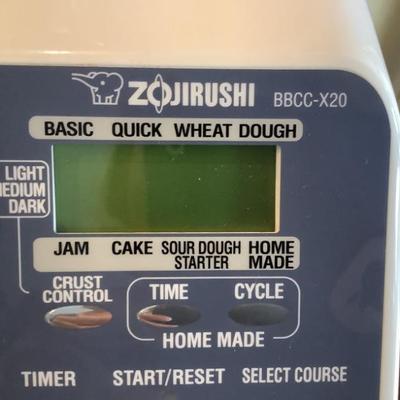 ZOJIRUSHI BBCC-X20
BASIC QUICK WHEAT DOUGH
LIGHT
MEDIUM
DARK
JAM CAKE SOUR DOUGH STARTER HOME MADE
CRUST CONTROL
TIME CYCLE
HOME MADE
TIMER START/RESET SELECT COURSE